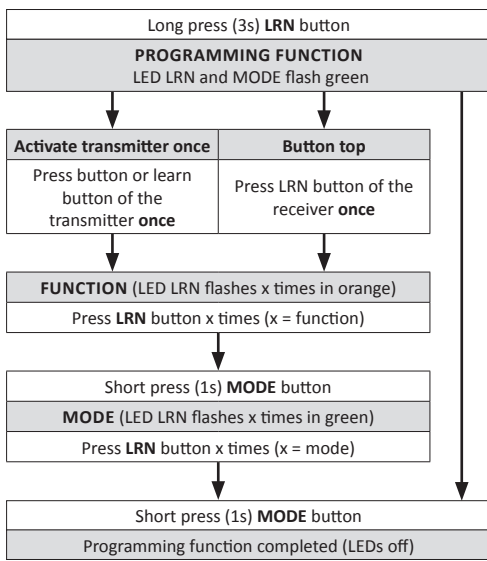 Long press (3s) LRN button
PROGRAMMING FUNCTION
LED LRN and MODE flash green
Activate transmitter once
Press button or learn
button of the
transmitter once
Button top
Press LRN button of the
receiver once
FUNCTION (LED LRN flashes x times in orange)
Press LRN button x times (x = function)
Short press (1s) MODE button
MODE (LED LRN flashes x times in green)
Press LRN button x times (x = mode)
Short press (1s) MODE button
Programming function completed (LEDs off)